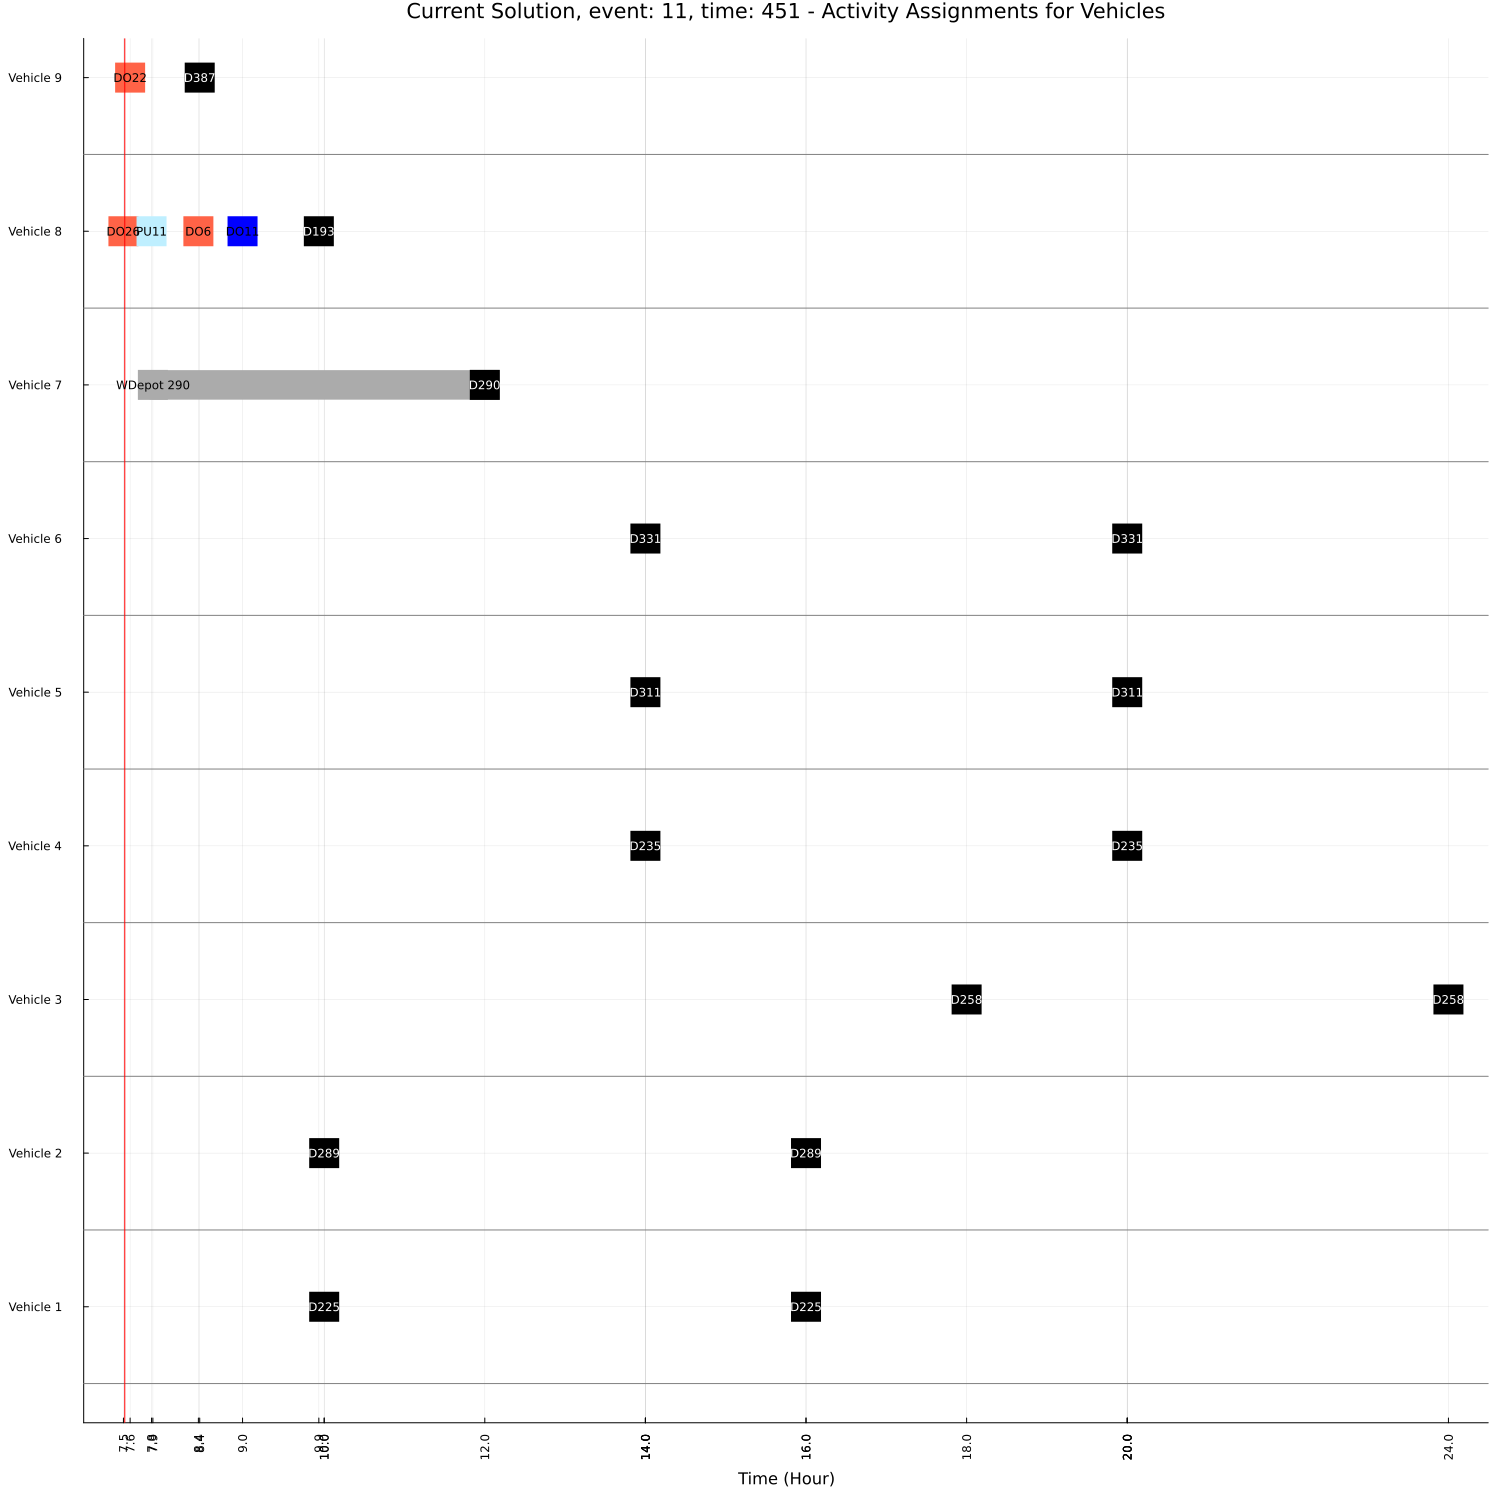 Current Solution, event: 11, time: 451 - Activity Assignments for Vehicles
Vehicle 9
DO22
D387
Vehicle 8
DO26
PU11
DO6
DO11
D193
Vehicle 7
WDepot 290
D290
Vehicle 6
D331
D331
Vehicle 5
D311
D311
Vehicle 4
D235
D235
Vehicle 3
D258
D258
Vehicle 2
D289
D289
Vehicle 1
D225
D225
7.5
7.6
7.9
8.4
9.0
9.9
10.0
12.0
14.0
16.0
18.0
20.0
24.0
Time (Hour)